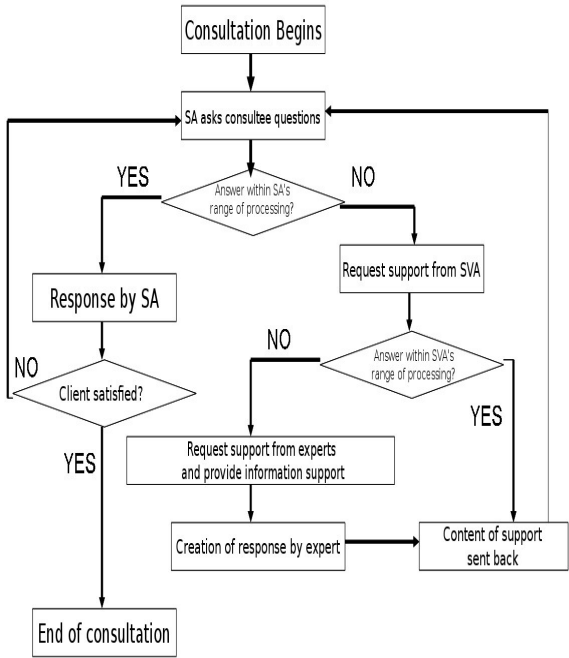 Consultation Begins
SA asks consultee questions
YES
Answer within SA's
range of processing?
NO
Request support from SVA
Response by SA
NO
Answer within SVA's
range of processing?
NO
Client satisfied?
YES
YES
Request support from experts
and provide information support
Creation of response by expert
Content of support
sent back
End of consultation